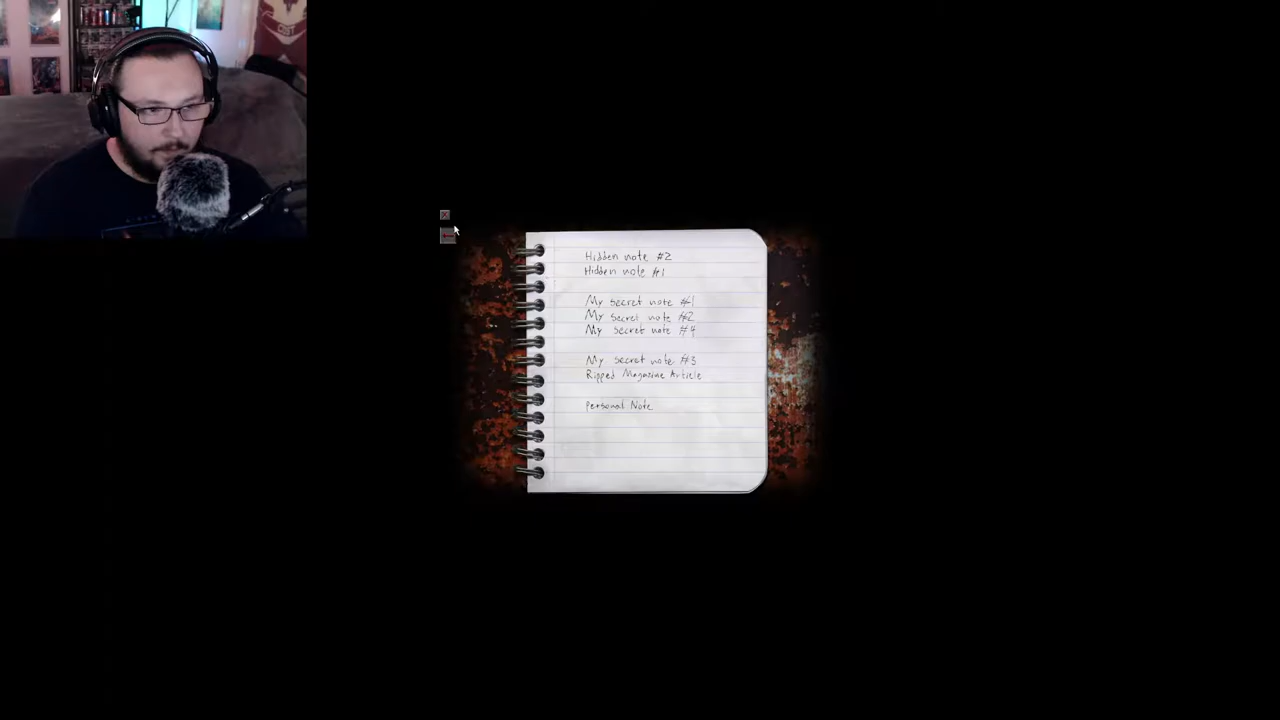 Hidden note #2
Hidden note #1
My secret note #1
My secret note #2
My secret note #4
My secret note #3
Ripped Magazine Article
Personal Note